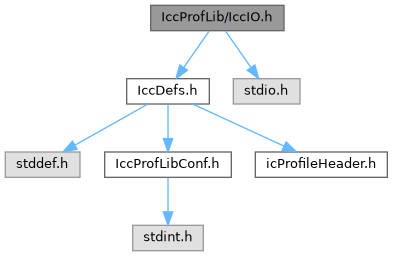 IccProfLib/IccIO.h
IccDefs.h
stdio.h
stddef.h
IccProfLibConf.h
icProfileHeader.h
stdint.h